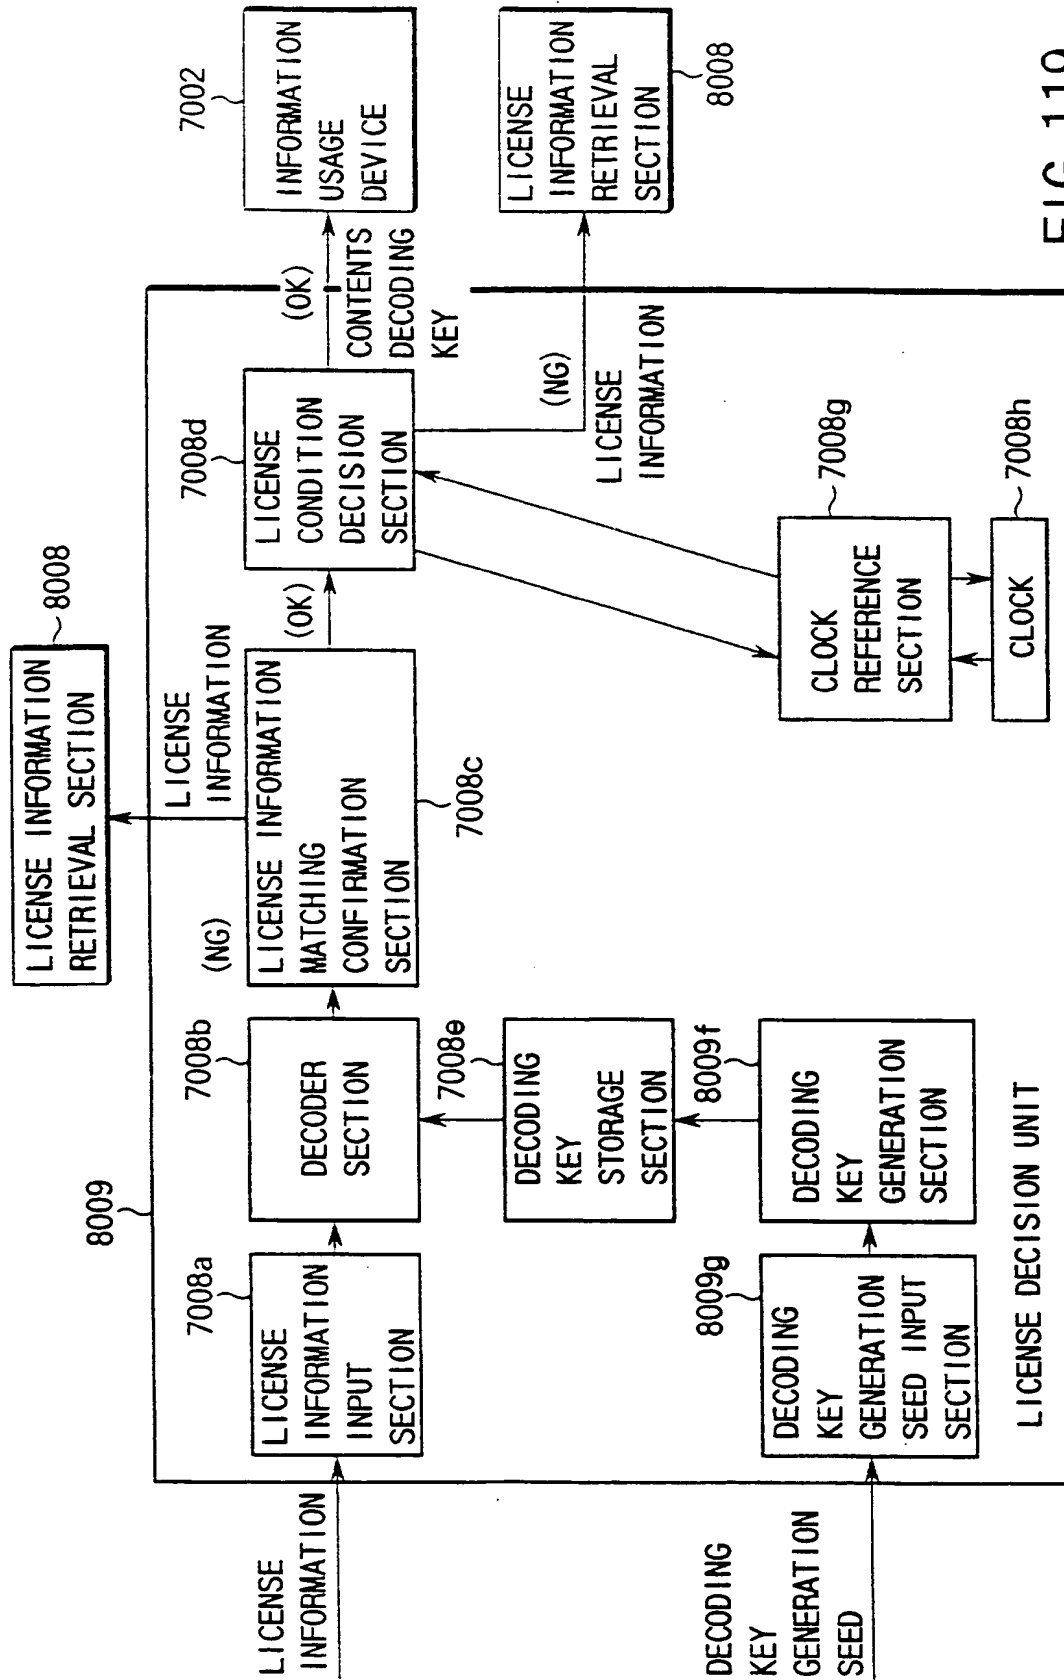 LICENSE INFORMATION
RETRIEVAL SECTION
8008
8009
LICENSE
INFORMATION
7008a
LICENSE
INFORMATION
INPUT
SECTION
7008b
DECODER
SECTION
(NG)
LICENSE
INFORMATION
LICENSE INFORMATION
MATCHING
CONFIRMATION
SECTION
7008c
(OK)
7008d
LICENSE
CONDITION
DECISION
SECTION
(OK)
CONTENTS
DECODING
KEY
7002
INFORMATION
USAGE
DEVICE
7008e
DECODING
KEY
STORAGE
SECTION
(NG)
LICENSE
INFORMATION
LICENSE
INFORMATION
RETRIEVAL
SECTION
8008
DECODING
KEY
GENERATION
SEED
8009g
DECODING
KEY
GENERATION
SEED INPUT
SECTION
8009f
DECODING
KEY
GENERATION
SECTION
CLOCK
REFERENCE
SECTION
7008g
CLOCK
7008h
LICENSE DECISION UNIT
FIG. 119